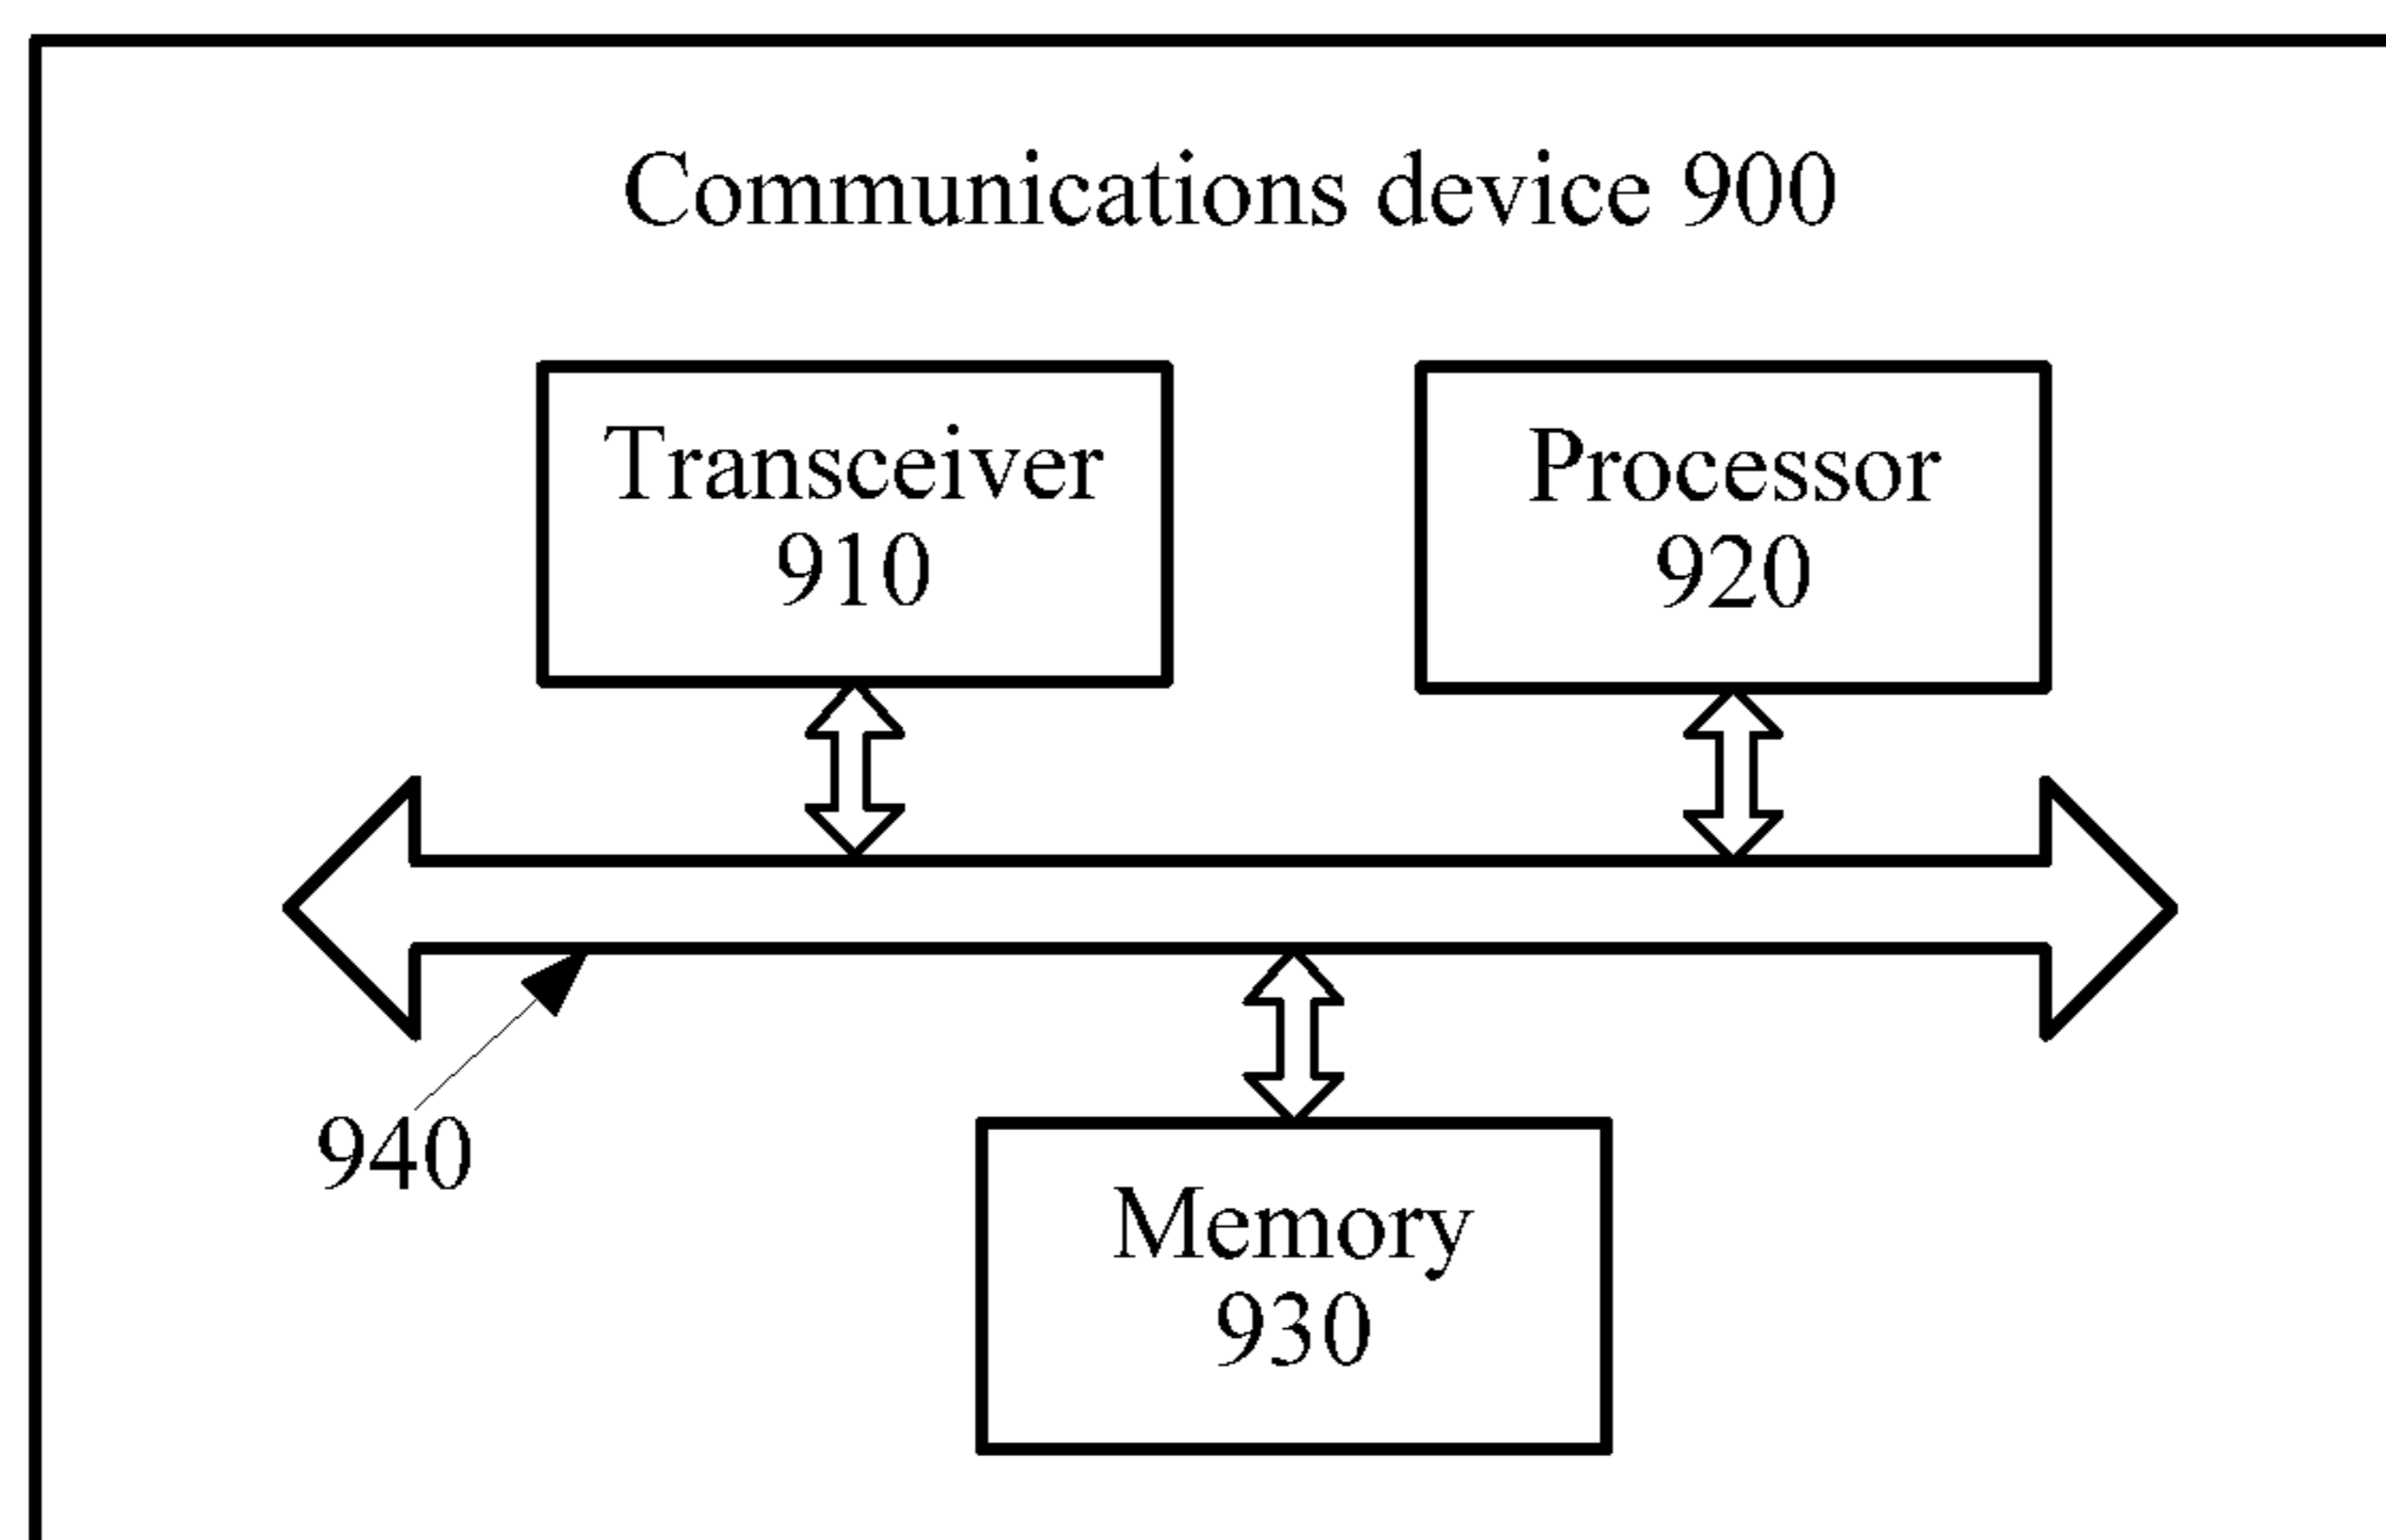 Communications device 900
Transceiver
910
Processor
920
940
Memory
930